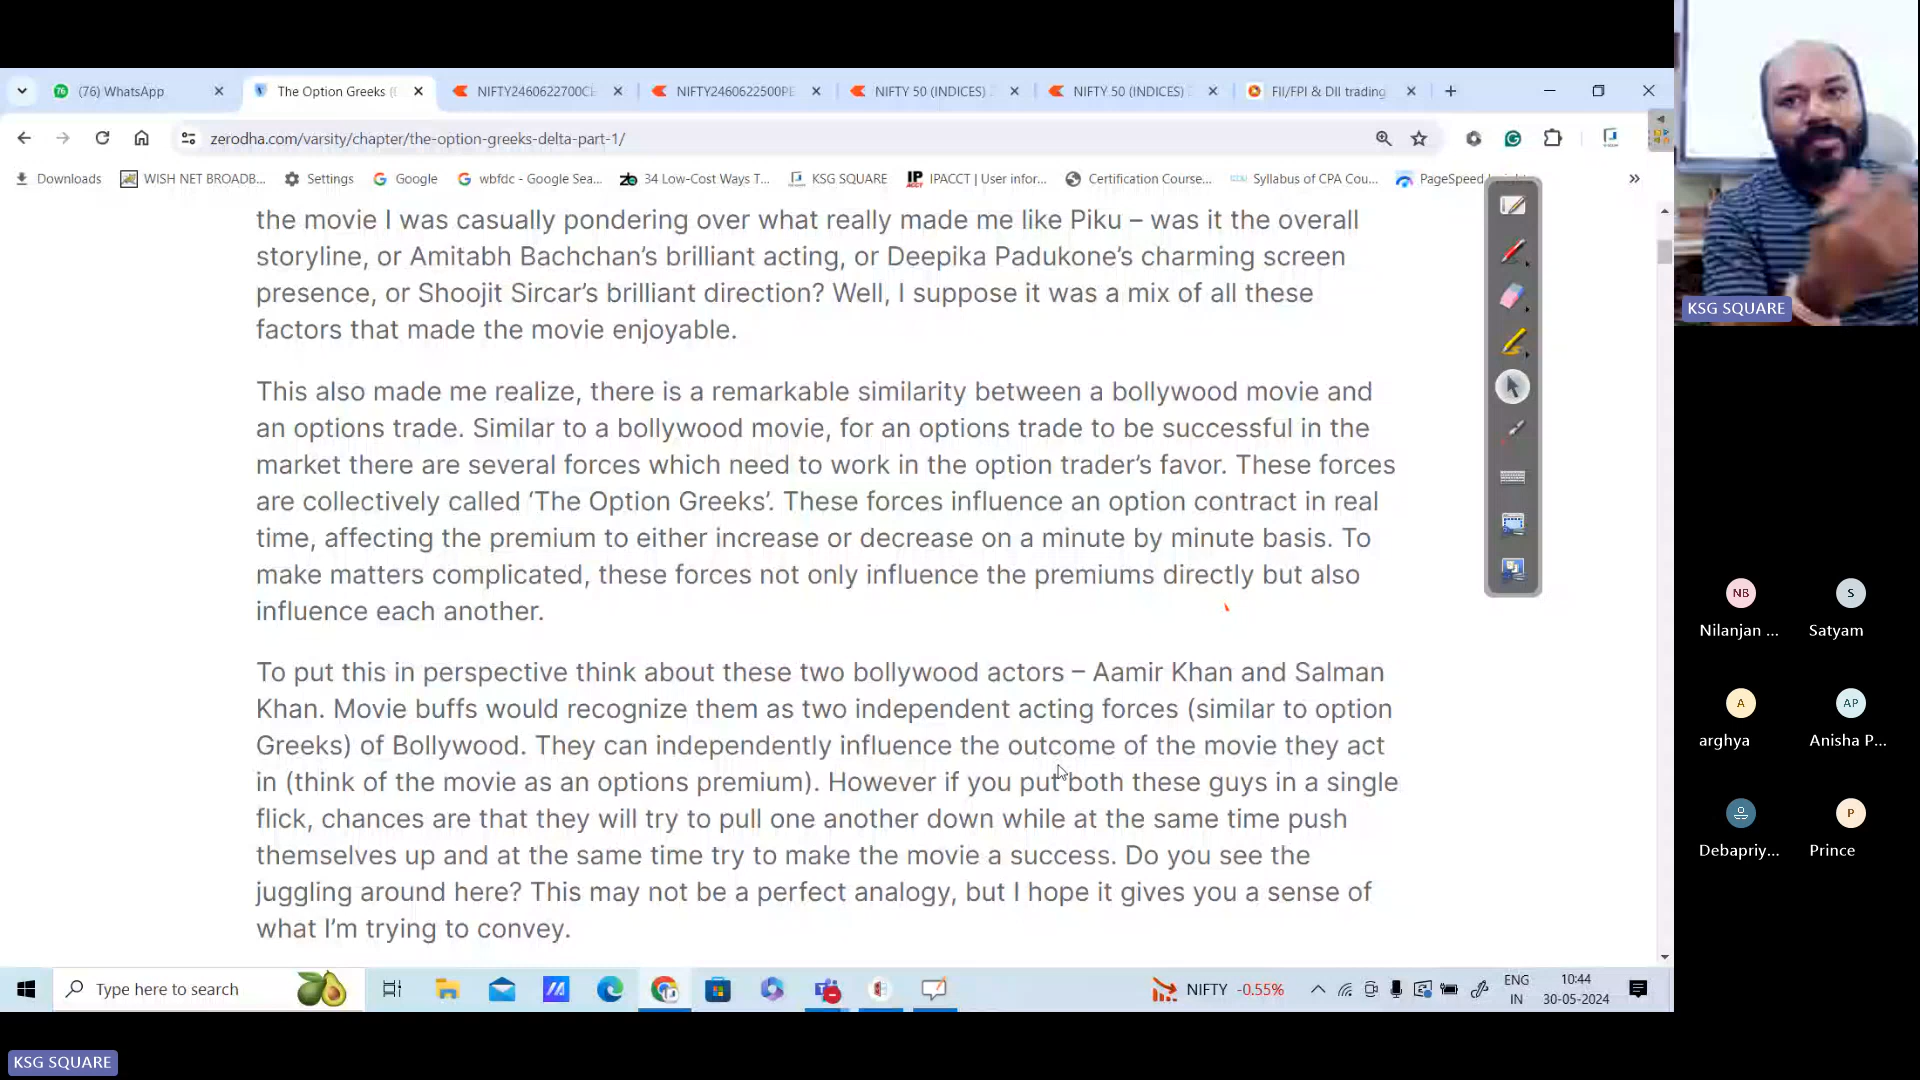 (76) WhatsApp
The Option Greeks (
NIFTY2460622700CE
NIFTY2460622500PE
NIFTY 50 (INDICES)
NIFTY 50 (INDICES)
FII/FPI & DII trading
zerodha.com/varsity/chapter/the-option-greeks-delta-part-1/
Downloads
WISH NET BROADB...
Settings
Google
wbfdc - Google Sea...
34 Low-Cost Ways T...
KSG SQUARE
IPACCT | User infor...
Certification Course...
Syllabus of CPA Cou...
PageSpeed
the movie I was casually pondering over what really made me like Piku – was it the overall
storyline, or Amitabh Bachchan’s brilliant acting, or Deepika Padukone’s charming screen
presence, or Shoojit Sircar’s brilliant direction? Well, I suppose it was a mix of all these
factors that made the movie enjoyable.
This also made me realize, there is a remarkable similarity between a bollywood movie and
an options trade. Similar to a bollywood movie, for an options trade to be successful in the
market there are several forces which need to work in the option trader’s favor. These forces
are collectively called ‘The Option Greeks’. These forces influence an option contract in real
time, affecting the premium to either increase or decrease on a minute by minute basis. To
make matters complicated, these forces not only influence the premiums directly but also
influence each another.
To put this in perspective think about these two bollywood actors – Aamir Khan and Salman
Khan. Movie buffs would recognize them as two independent acting forces (similar to option
Greeks) of Bollywood. They can independently influence the outcome of the movie they act
in (think of the movie as an options premium). However if you put both these guys in a single
flick, chances are that they will try to pull one another down while at the same time push
themselves up and at the same time try to make the movie a success. Do you see the
juggling around here? This may not be a perfect analogy, but I hope it gives you a sense of
what I’m trying to convey.
KSG SQUARE
NB
S
Nilanjan ...
Satyam
A
AP
arghya
Anisha P...
P
Debapriy...
Prince
Type here to search
NIFTY -0.55%
ENG
IN
10:44
30-05-2024
KSG SQUARE